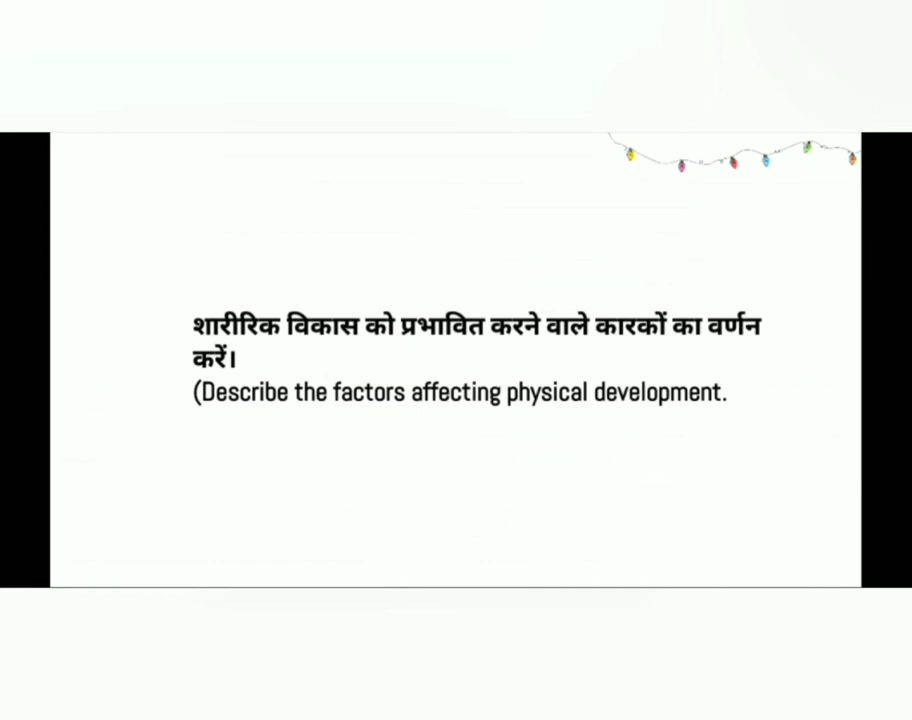 शारीरिक विकास को प्रभावित करने वाले कारकों का वर्णन
करें।
(Describe the factors affecting physical development.